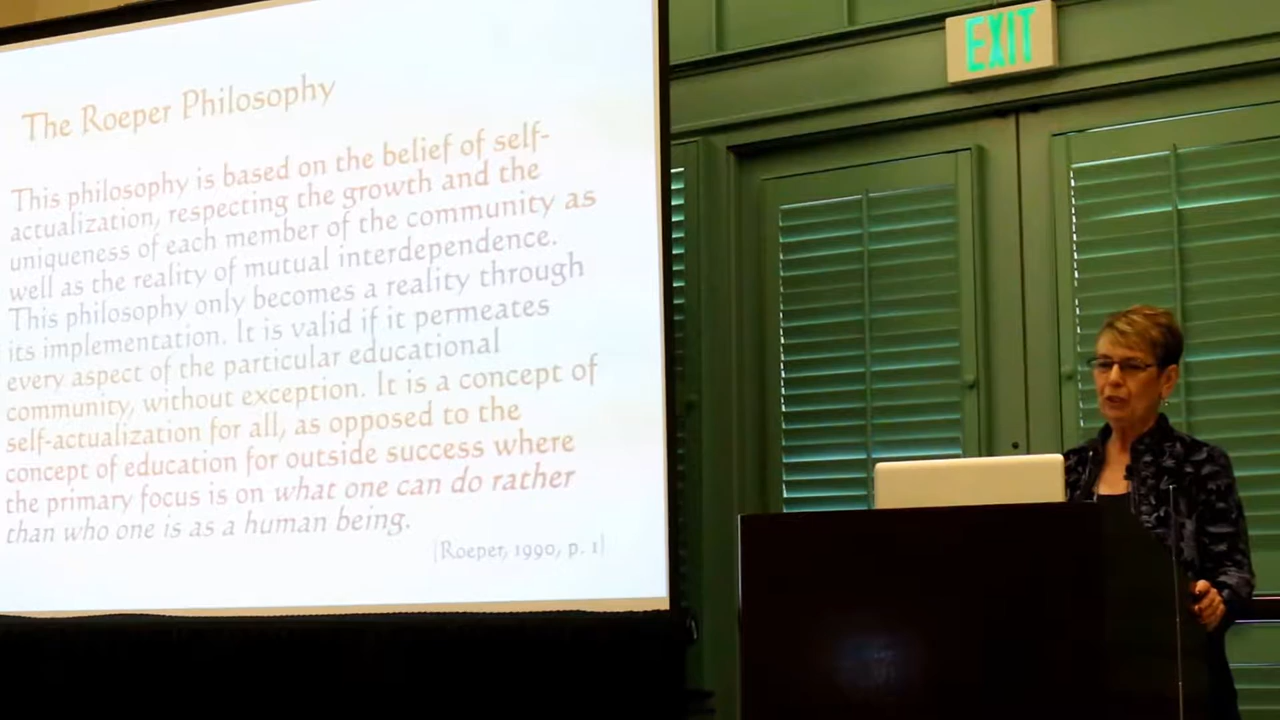 The Roeper Philosophy
This philosophy is based on the belief of self-
actualization, respecting the growth and the
uniqueness of each member of the community as
well as the reality of mutual interdependence.
This philosophy only becomes a reality through
its implementation. It is valid if it permeates
every aspect of the particular educational
community, without exception. It is a concept of
self-actualization for all, as opposed to the
concept of education for outside success where
the primary focus is on what one can do rather
than who one is as a human being.
[Roeper, 1990, p. 1]
EXIT